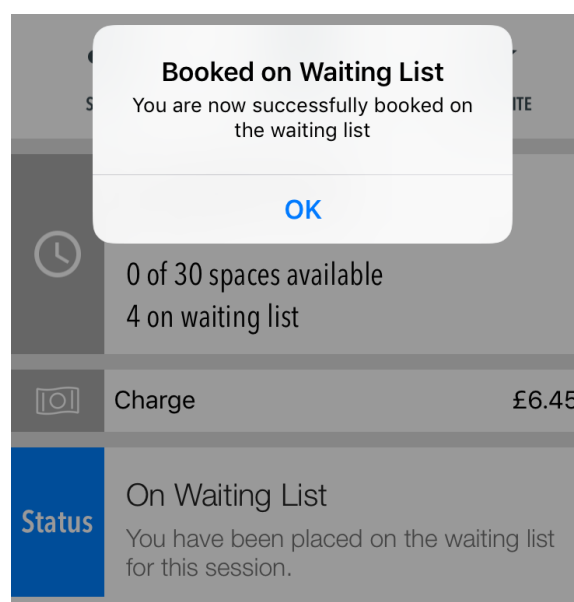 Booked on Waiting List
You are now successfully booked on
the waiting list
OK
0 of 30 spaces available
4 on waiting list
Charge £6.45
Status
On Waiting List
You have been placed on the waiting list
for this session.